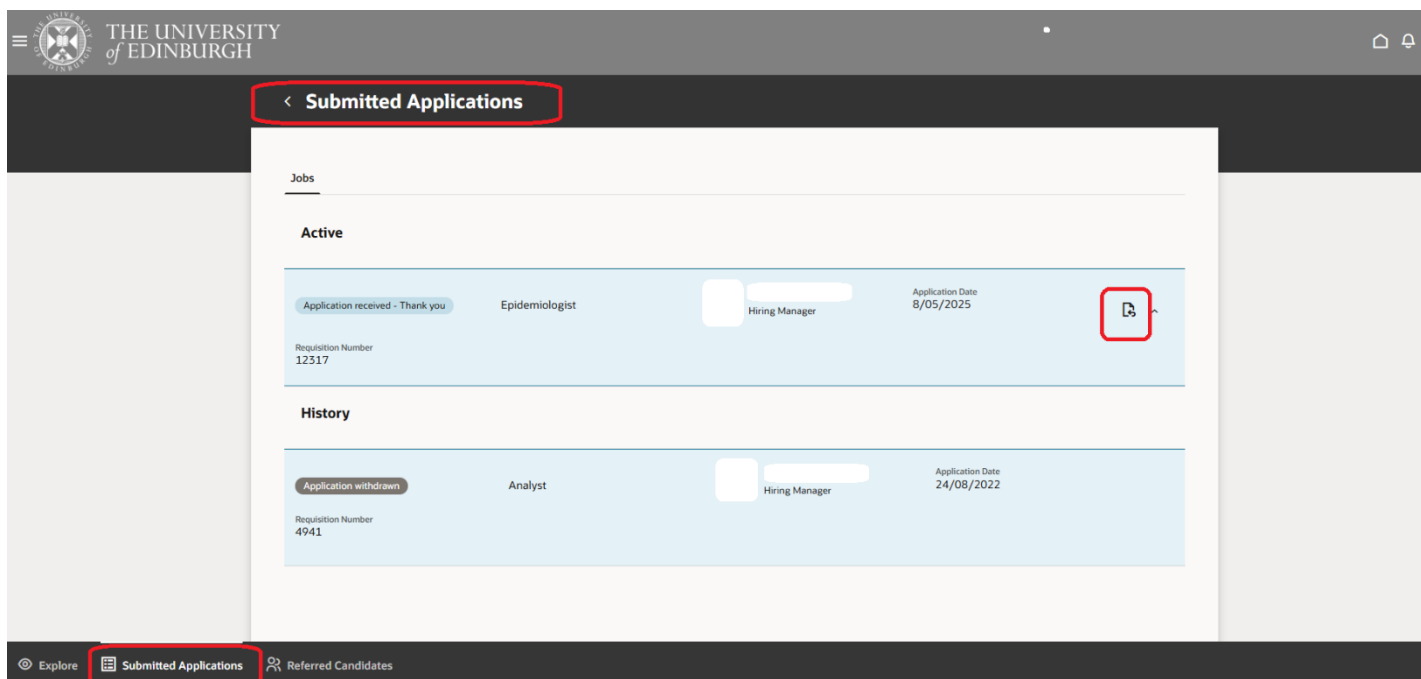 THE UNIVERSITY
of EDINBURGH
Submitted Applications
Jobs
Active
Application received - Thank you
Epidemiologist
Hiring Manager
Application Date
8/05/2025
Requisition Number
12317
History
Application withdrawn
Analyst
Hiring Manager
Application Date
24/08/2022
Requisition Number
4941
Explore
Submitted Applications
Referred Candidates